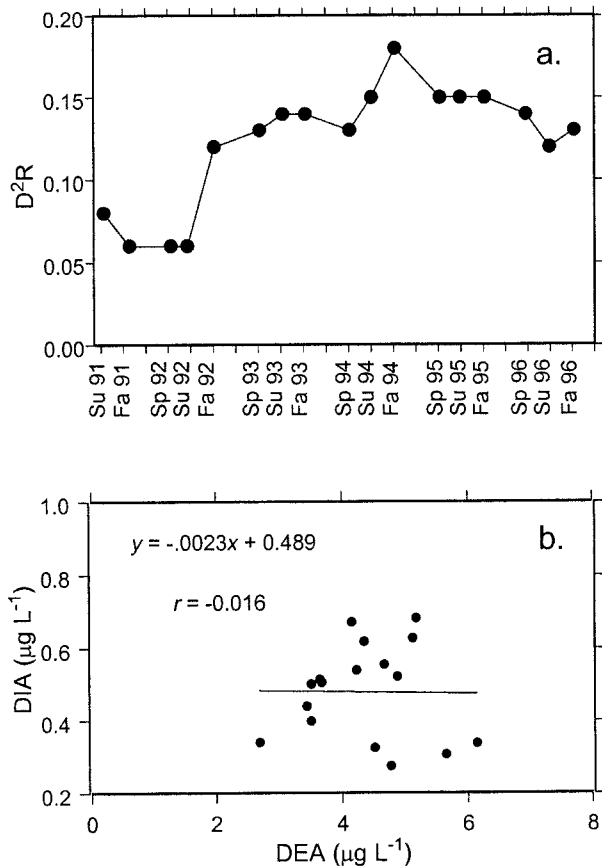 0.20
0.15
0.10
0.05
0.00
D²R
a.
Su 91
Fa 91
Sp 92
Su 92
Fa 92
Sp 93
Su 93
Fa 93
Sp 94
Su 94
Fa 94
Sp 95
Su 95
Fa 95
Sp 96
Su 96
Fa 96
1.0
0.8
0.6
0.4
0.2
DIA (µg L⁻¹)
y = -.0023x + 0.489
r = -0.016
b.
0 2 4 6 8
DEA (µg L⁻¹)